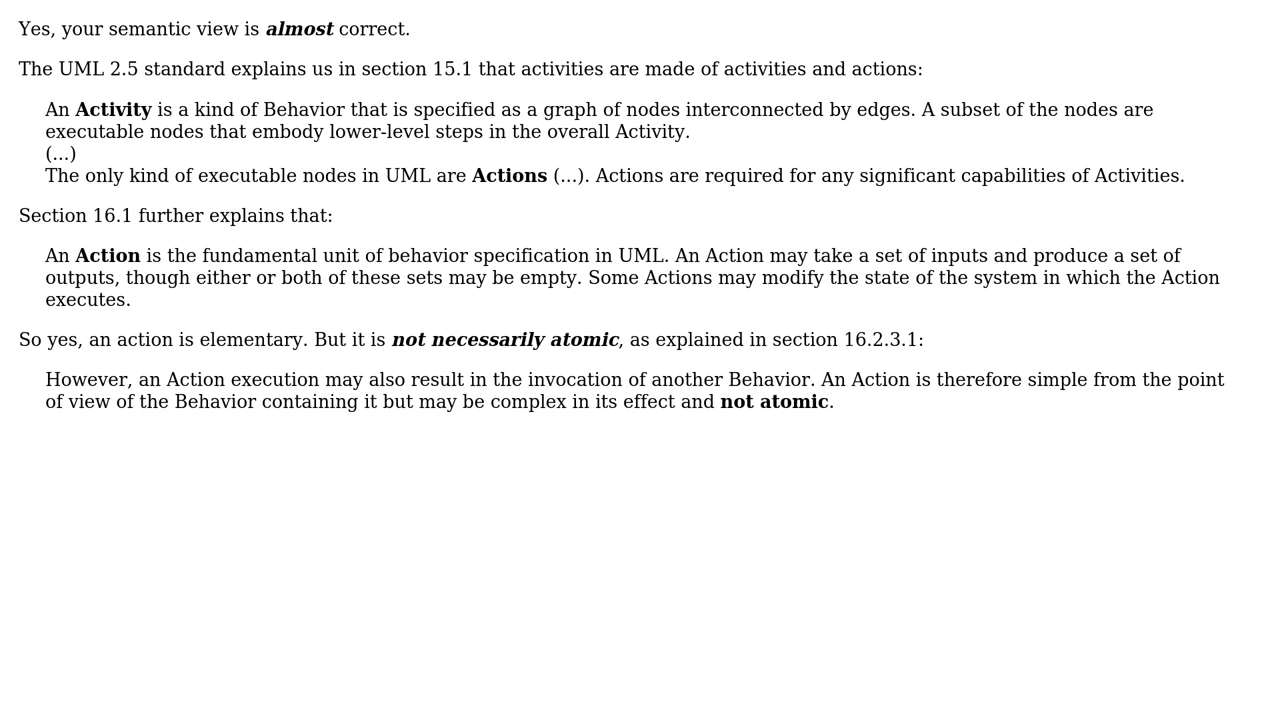 Yes, your semantic view is almost correct.
The UML 2.5 standard explains us in section 15.1 that activities are made of activities and actions:
An Activity is a kind of Behavior that is specified as a graph of nodes interconnected by edges. A subset of the nodes are
executable nodes that embody lower-level steps in the overall Activity.
(...)
The only kind of executable nodes in UML are Actions (...). Actions are required for any significant capabilities of Activities.
Section 16.1 further explains that:
An Action is the fundamental unit of behavior specification in UML. An Action may take a set of inputs and produce a set of
outputs, though either or both of these sets may be empty. Some Actions may modify the state of the system in which the Action
executes.
So yes, an action is elementary. But it is not necessarily atomic, as explained in section 16.2.3.1:
However, an Action execution may also result in the invocation of another Behavior. An Action is therefore simple from the point
of view of the Behavior containing it but may be complex in its effect and not atomic.